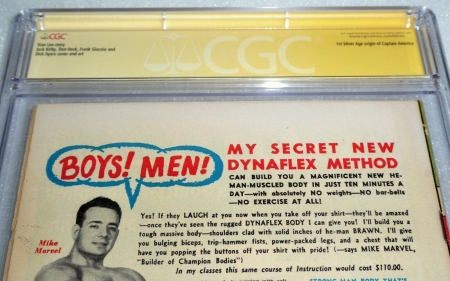 CGC
Stan Lee story
Jack Kirby, Don Heck, Frank Giacoia and
Dick Ayers cover and art
1st Silver Age origin of Captain America
CGC
BOYS! MEN!
MY SECRET NEW
DYNAFLEX METHOD
CAN BUILD YOU A MAGNIFICENT NEW HE-
MAN-MUSCLED BODY IN JUST TEN MINUTES A
DAY—with absolutely NO weights—NO bar-bells
—NO EXERCISE AT ALL!
Yes! If they LAUGH at you now when you take off your shirt—they'll be amazed
—once they've seen the rugged DYNAFLEX BODY I can give you! I'll build you a
tough massive body—shoulders clad with solid inches of he-man BRAWN. I'll give
you bulging biceps, trip-hammer fists, power-packed legs, and a chest that will
have you popping the buttons off your shirt with pride! (—says MIKE MARVEL,
"Builder of Champion Bodies")
Mike
Marvel
In my classes this same course of Instruction would cost $110.00.
STRONG MAN BODY THAT'S